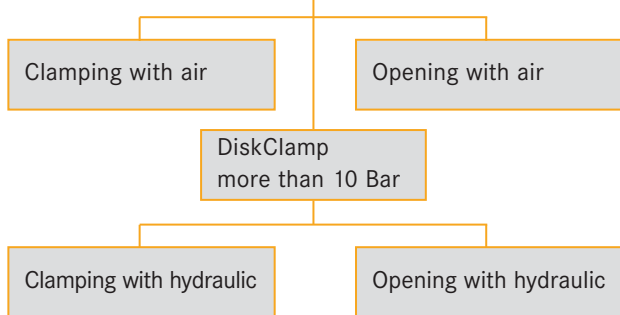 Clamping with air
Opening with air
DiskClamp
more than 10 Bar
Clamping with hydraulic
Opening with hydraulic